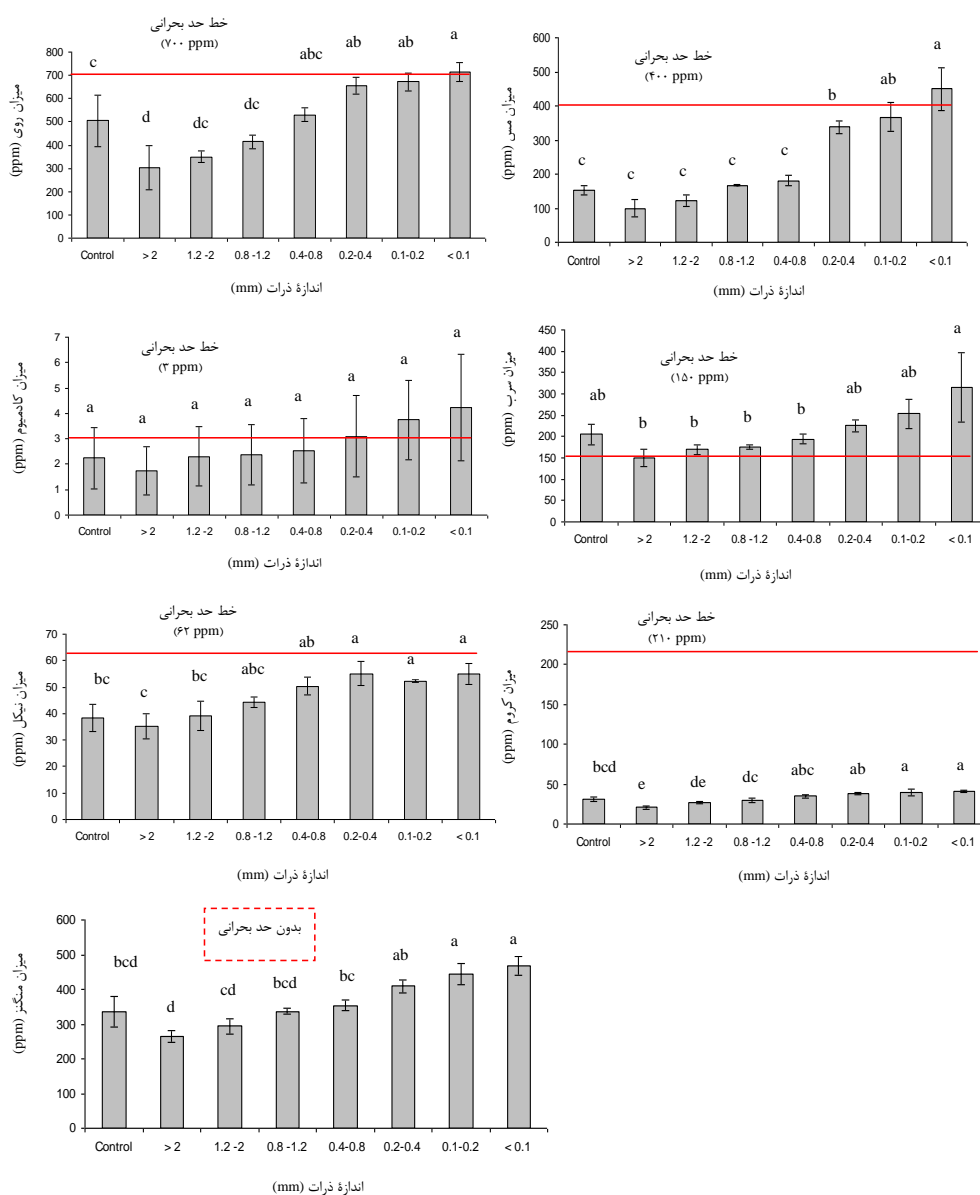 خط حد بحرانی
(۷۰۰ ppm)
میزان روی (ppm)
800
700
600
500
400
300
200
100
0
c
d
dc
dc
abc
ab
ab
a
Control
> 2
1.2 -2
0.8 -1.2
0.4-0.8
0.2-0.4
0.1-0.2
< 0.1
اندازهٔ ذرات (mm)
خط حد بحرانی
(۴۰۰ ppm)
میزان مس (ppm)
600
500
400
300
200
100
0
c
c
c
c
c
b
ab
a
Control
> 2
1.2 -2
0.8 -1.2
0.4-0.8
0.2-0.4
0.1-0.2
< 0.1
اندازهٔ ذرات (mm)
خط حد بحرانی
(۳ ppm)
میزان کادمیوم (ppm)
7
6
5
4
3
2
1
0
a
a
a
a
a
a
a
a
Control
> 2
1.2 -2
0.8 -1.2
0.4-0.8
0.2-0.4
0.1-0.2
< 0.1
اندازهٔ ذرات (mm)
خط حد بحرانی
(۱۵۰ ppm)
میزان سرب (ppm)
450
400
350
300
250
200
150
100
50
0
ab
b
b
b
b
ab
ab
a
Control
> 2
1.2 -2
0.8 -1.2
0.4-0.8
0.2-0.4
0.1-0.2
< 0.1
اندازهٔ ذرات (mm)
خط حد بحرانی
(۶۲ ppm)
میزان نیکل (ppm)
70
60
50
40
30
20
10
0
bc
c
bc
abc
ab
a
a
a
Control
> 2
1.2 -2
0.8 -1.2
0.4-0.8
0.2-0.4
0.1-0.2
< 0.1
اندازهٔ ذرات (mm)
خط حد بحرانی
(۲۱۰ ppm)
میزان کروم (ppm)
250
200
150
100
50
0
bcd
e
de
dc
abc
ab
a
a
Control
> 2
1.2 -2
0.8 -1.2
0.4-0.8
0.2-0.4
0.1-0.2
< 0.1
اندازهٔ ذرات (mm)
بدون حد بحرانی
میزان منگنز (ppm)
600
500
400
300
200
100
0
bcd
d
cd
bcd
bc
ab
a
a
Control
> 2
1.2 -2
0.8 -1.2
0.4-0.8
0.2-0.4
0.1-0.2
< 0.1
اندازهٔ ذرات (mm)